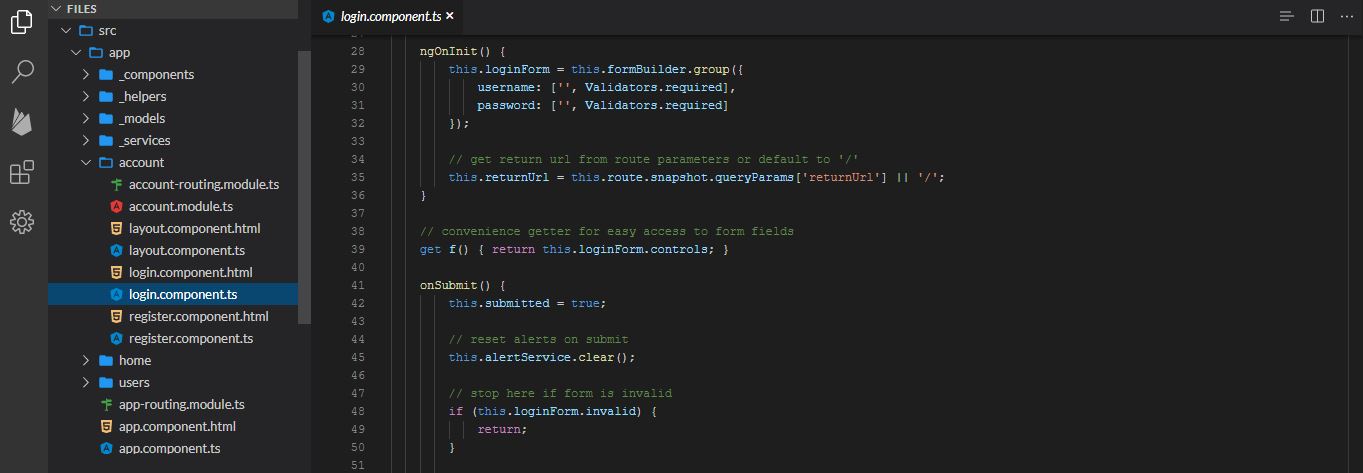 FILES
src
app
_components
_helpers
_models
_services
account
account-routing.module.ts
account.module.ts
layout.component.html
layout.component.ts
login.component.html
login.component.ts
register.component.html
register.component.ts
home
users
app-routing.module.ts
app.component.html
app.component.ts
login.component.ts ×
28 ngOnInit() {
29 this.loginForm = this.formBuilder.group({
30 username: ['', Validators.required],
31 password: ['', Validators.required]
32 });
33
34 // get return url from route parameters or default to '/'
35 this.returnUrl = this.route.snapshot.queryParams['returnUrl'] || '/';
36 }
37
38 // convenience getter for easy access to form fields
39 get f() { return this.loginForm.controls; }
40
41 onSubmit() {
42 this.submitted = true;
43
44 // reset alerts on submit
45 this.alertService.clear();
46
47 // stop here if form is invalid
48 if (this.loginForm.invalid) {
49 return;
50 }
51